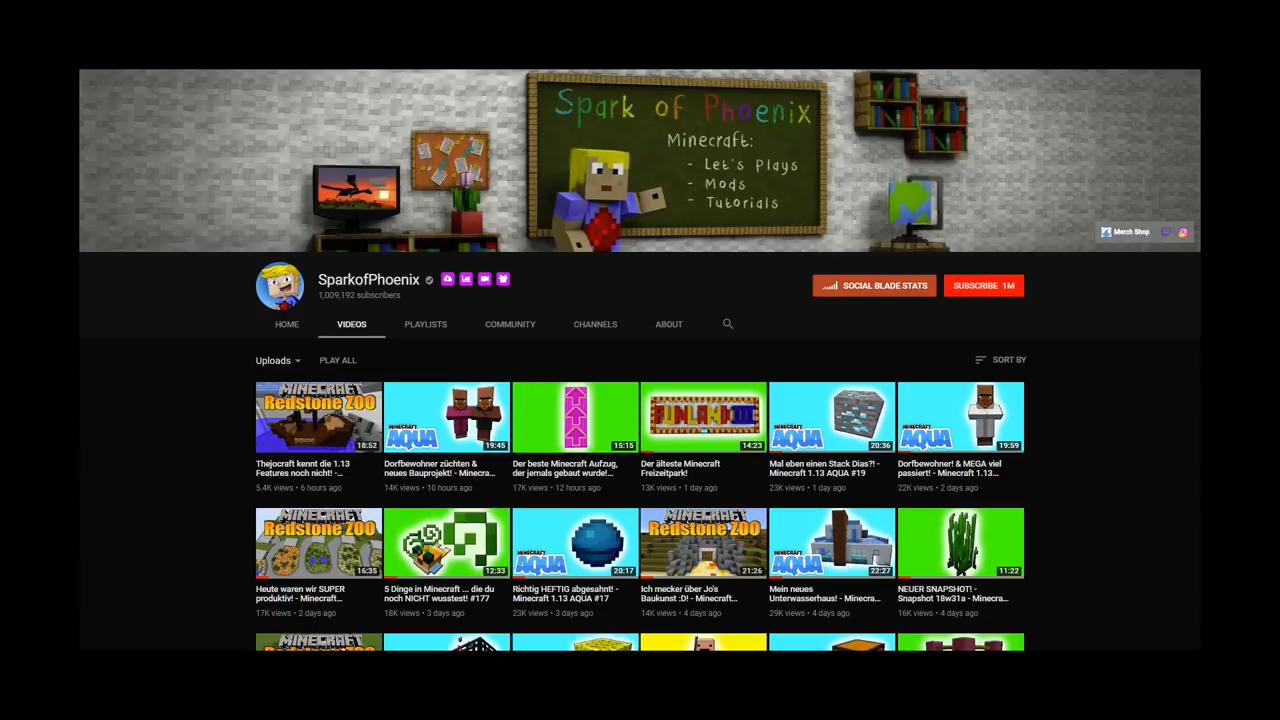 Spark of Phoenix
Minecraft:
- Let's Plays
- Mods
- Tutorials
Merch Shop
SparkofPhoenix
1,009,192 subscribers
SOCIAL BLADE STATS
SUBSCRIBE 1M
HOME VIDEOS PLAYLISTS COMMUNITY CHANNELS ABOUT
Uploads PLAY ALL SORT BY
MINECRAFT
Redstone ZOO
18:52
Thejocraft kennt die 1.13
Features noch nicht! -...
5.4K views • 6 hours ago
MINECRAFT
AQUA
19:45
Dorfbewohner züchten &
neues Bauprojekt! - Minecra...
14K views • 10 hours ago
15:15
Der beste Minecraft Aufzug,
der jemals gebaut wurde!...
17K views • 12 hours ago
FUNLAND III
14:23
Der älteste Minecraft
Freizeitpark!
13K views • 1 day ago
MINECRAFT
AQUA
20:36
Mal eben einen Stack Dias?! -
Minecraft 1.13 AQUA #19
23K views • 1 day ago
MINECRAFT
AQUA
19:59
Dorfbewohner! & MEGA viel
passiert! - Minecraft 1.13...
22K views • 2 days ago
MINECRAFT
Redstone ZOO
16:35
Heute waren wir SUPER
produktiv! - Minecraft...
17K views • 2 days ago
12:33
5 Dinge in Minecraft ... die du
noch NICHT wusstest! #177
18K views • 3 days ago
MINECRAFT
AQUA
20:17
Richtig HEFTIG abgesahnt! -
Minecraft 1.13 AQUA #17
23K views • 3 days ago
MINECRAFT
Redstone ZOO
21:26
Ich mecker über Jo's
Baukunst :D! - Minecraft...
14K views • 4 days ago
MINECRAFT
AQUA
22:27
Mein neues
Unterwasserhaus! - Minecra...
29K views • 4 days ago
11:22
NEUER SNAPSHOT! -
Snapshot 18w31a - Minecra...
16K views • 4 days ago
MINECRAFT